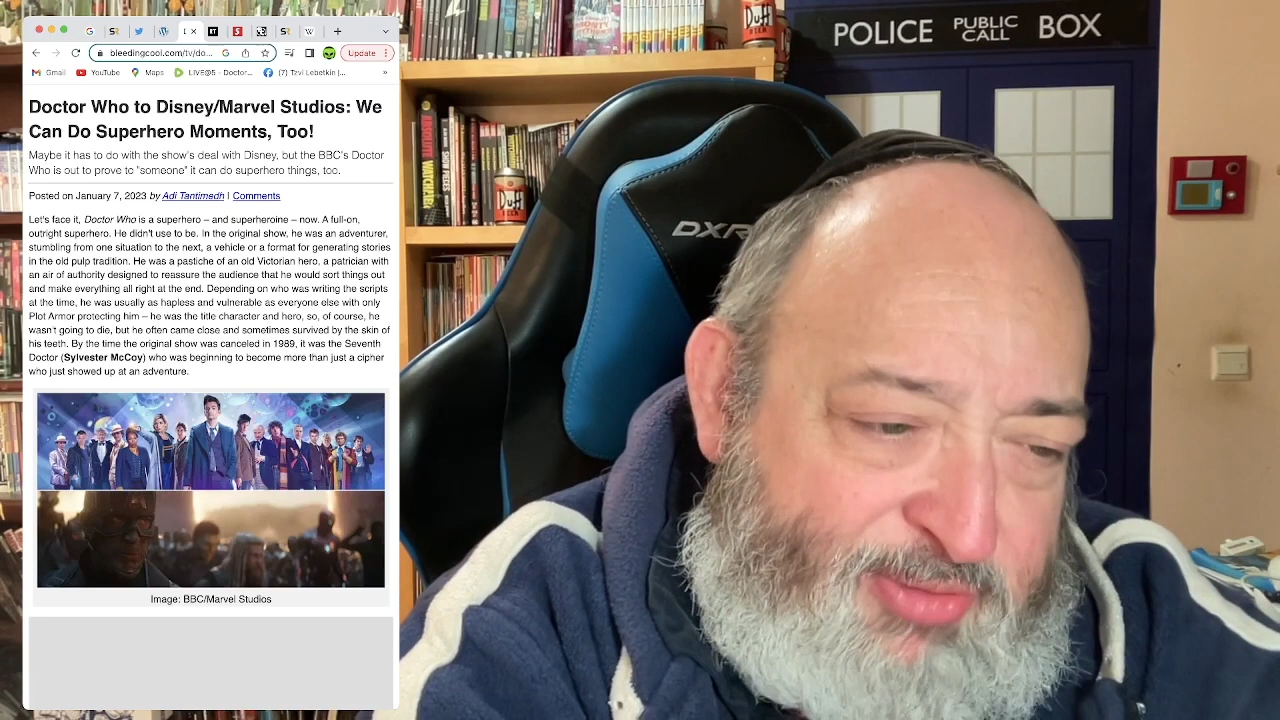 bleedingcool.com/tv/do...
Update
Gmail
YouTube
Maps
LIVE@5 - Doctor...
(7) Tzvi Lebetkin |...
»
Doctor Who to Disney/Marvel Studios: We
Can Do Superhero Moments, Too!
Maybe it has to do with the show's deal with Disney, but the BBC's Doctor
Who is out to prove to "someone" it can do superhero things, too.
Posted on January 7, 2023 by Adi Tantimedh | Comments
Let's face it, Doctor Who is a superhero – and superheroine – now. A full-on,
outright superhero. He didn't use to be. In the original show, he was an adventurer,
stumbling from one situation to the next, a vehicle or a format for generating stories
in the old pulp tradition. He was a pastiche of an old Victorian hero, a patrician with
an air of authority designed to reassure the audience that he would sort things out
and make everything all right at the end. Depending on who was writing the scripts
at the time, he was usually as hapless and vulnerable as everyone else with only
Plot Armor protecting him – he was the title character and hero, so, of course, he
wasn't going to die, but he often came close and sometimes survived by the skin of
his teeth. By the time the original show was canceled in 1989, it was the Seventh
Doctor (Sylvester McCoy) who was beginning to become more than just a cipher
who just showed up at an adventure.
Image: BBC/Marvel Studios
POLICE PUBLIC CALL BOX
Duff
Duff
BEER
ABSOLUTE
DXR